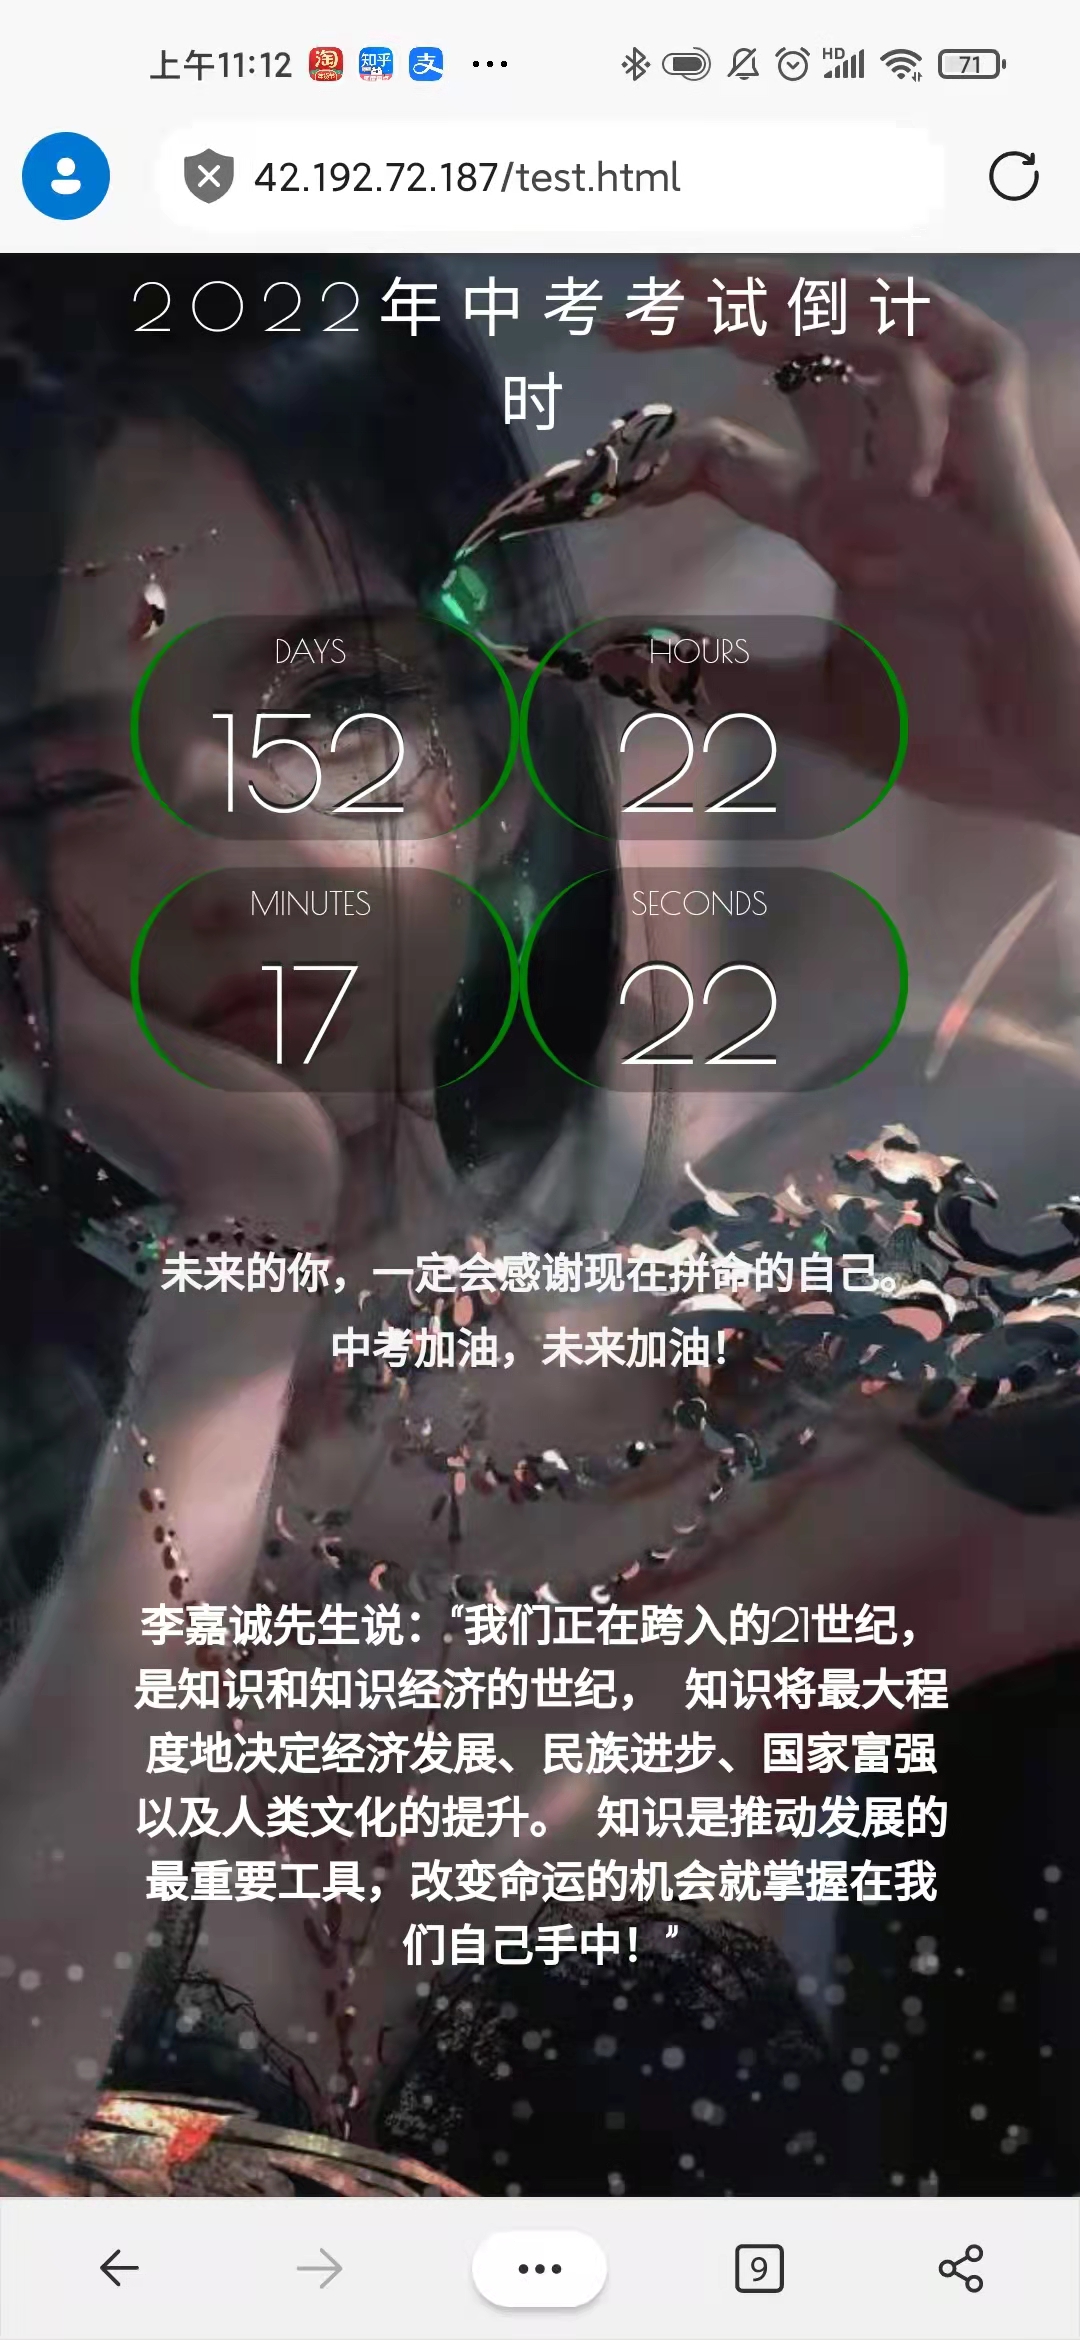 上午11:12 淘 知乎 支 ... HD 71
42.192.72.187/test.html
2022年中考考试倒计
时
DAYS HOURS
152 22
MINUTES SECONDS
17 22
未来的你，一定会感谢现在拼命的自己。
中考加油，未来加油！
李嘉诚先生说：“我们正在跨入的21世纪，
是知识和知识经济的世纪， 知识将最大程
度地决定经济发展、民族进步、国家富强
以及人类文化的提升。 知识是推动发展的
最重要工具，改变命运的机会就掌握在我
们自己手中！”
9